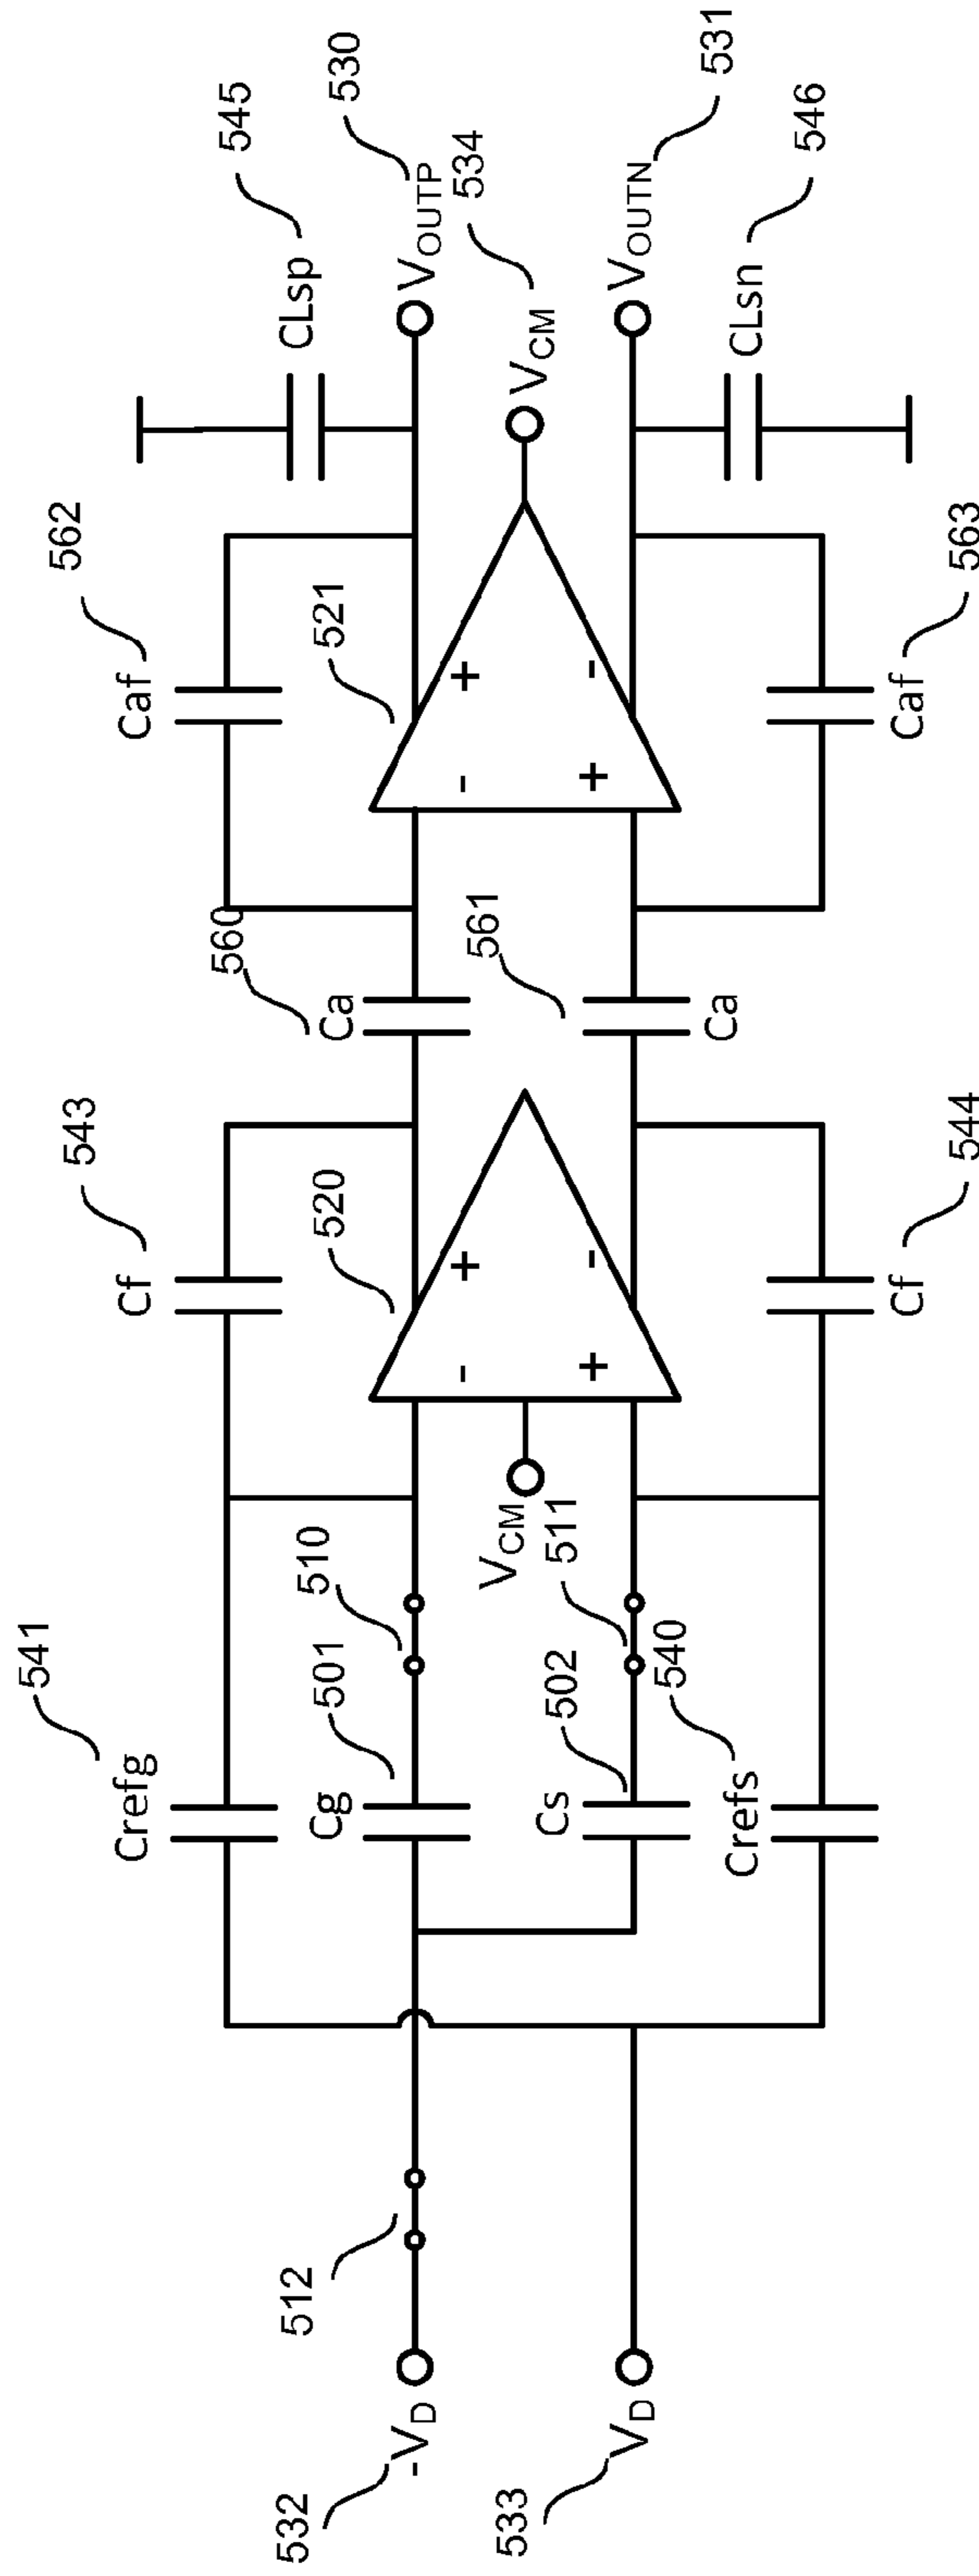 541
543
562
545
Crefg
Cf
Caf
CLsp
560
512
501
510
520
521
530
Cg
Ca
532
-VD
VOUTP
534
- +
- +
VCM
VCM
561
502
511
533
VD
Cs
+ -
+ -
VOUTN
531
540
Crefs
Ca
CLsn
546
Cf
Caf
544
563